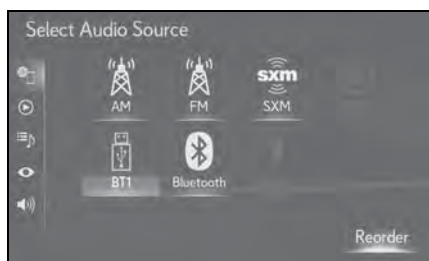 Select Audio Source
sxm
AM FM SXM
BT1 Bluetooth
Reorder